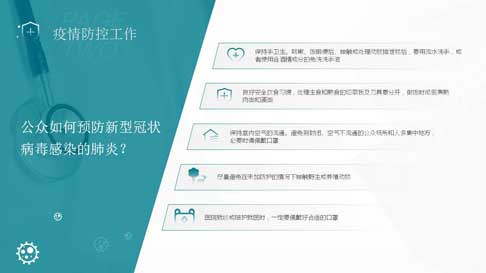 疫情防控工作
公众如何预防新型冠状
病毒感染的肺炎？
保持手卫生。咳嗽、饭前便后、接触或处理动物排泄物后，要用流水洗手，或
者使用含酒精成分的免洗洗手液
良好安全饮食习惯，处理生食和熟食的切菜板及刀具要分开，做饭时彻底煮熟
肉类和蛋类
保持室内空气的流通。避免到封闭、空气不流通的公众场所和人多集中地方，
必要时请佩戴口罩
尽量避免在未加防护的情况下接触野生或养殖动物
医院就诊或陪护就医时，一定要佩戴好合适的口罩